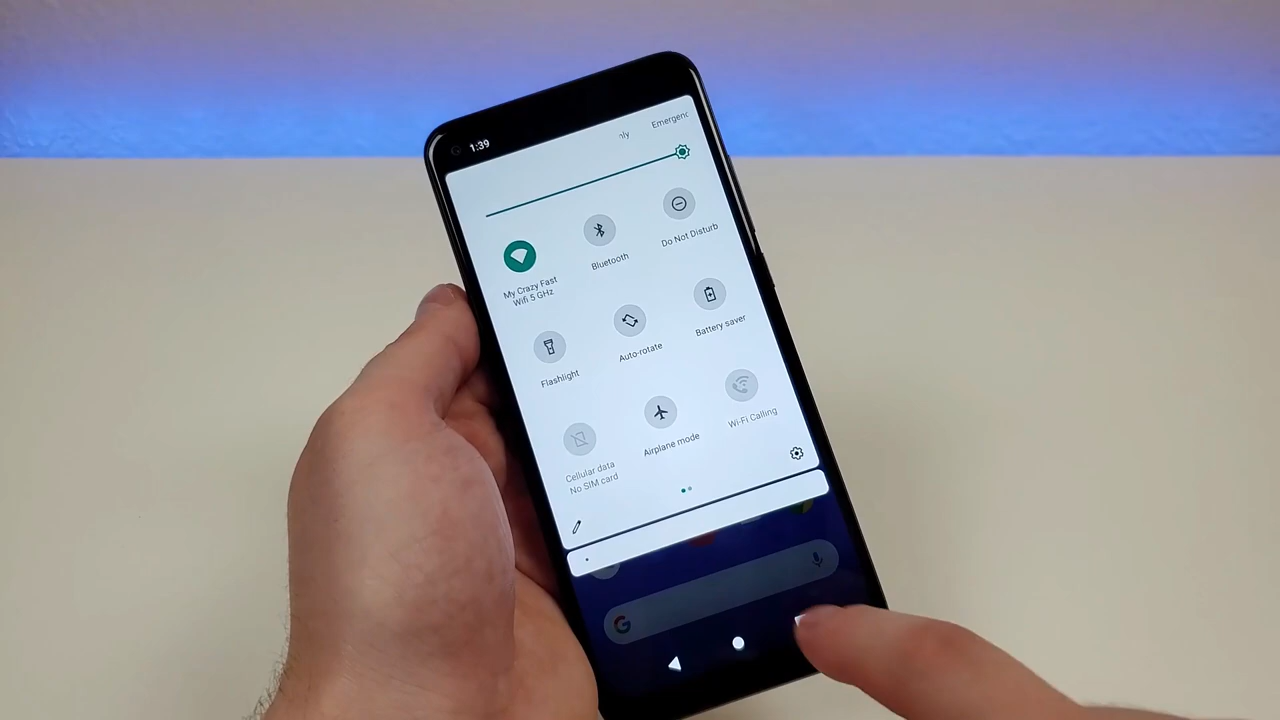 1:39
nly
Emergenc
My Crazy Fast
Wifi 5 GHz
Bluetooth
Do Not Disturb
Flashlight
Auto-rotate
Battery saver
Cellular data
No SIM card
Airplane mode
Wi-Fi Calling
G